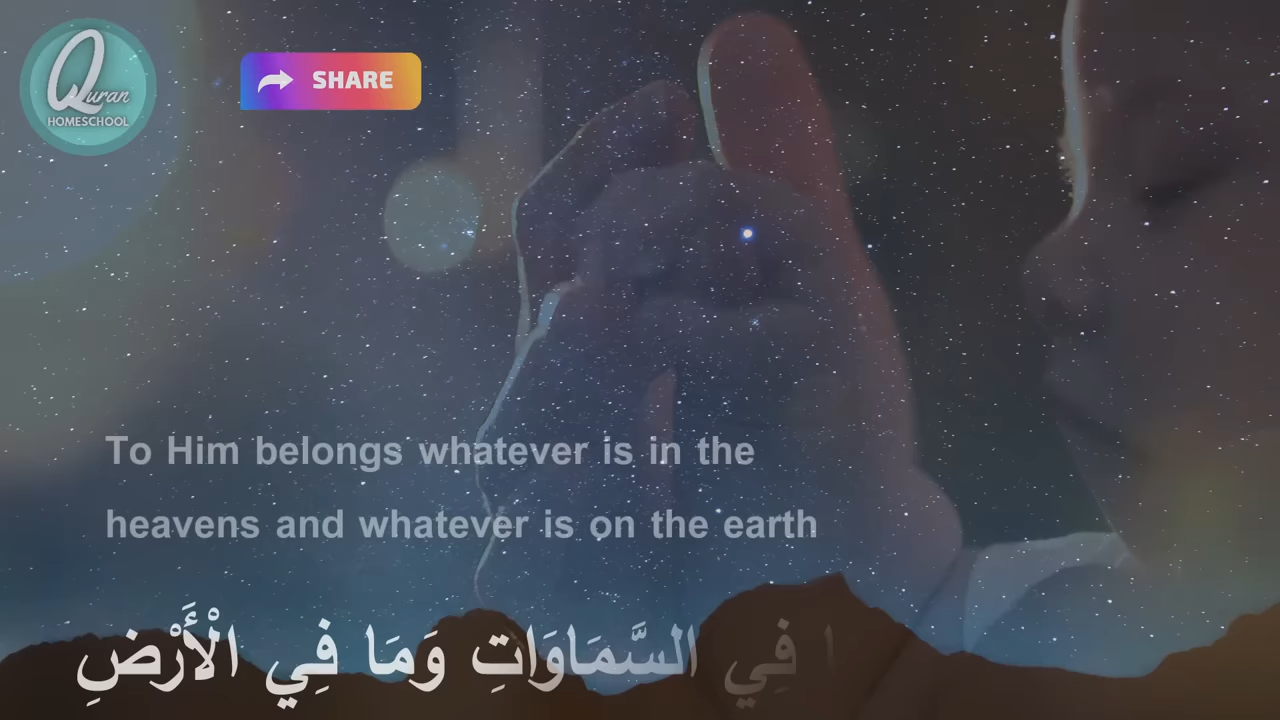 Quran
HOMESCHOOL
SHARE
To Him belongs whatever is in the
heavens and whatever is on the earth
ا فِي السَّمَاوَاتِ وَمَا فِي الْأَرْضِ